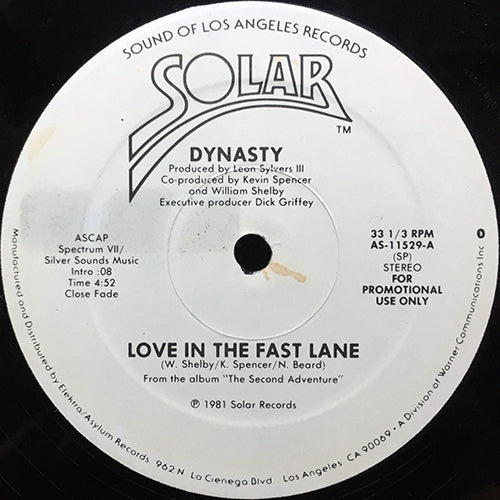 SOUND OF LOS ANGELES RECORDS
SOLAR
TM
DYNASTY
Produced by Leon Sylvers III
Co-produced by Kevin Spencer
and William Shelby
Executive producer Dick Griffey
ASCAP
Spectrum VII/
Silver Sounds Music
Intro :08
Time 4:52
Close Fade
33 1/3 RPM
AS-11529-A
(SP)
STEREO
FOR
PROMOTIONAL
USE ONLY
LOVE IN THE FAST LANE
(W. Shelby/K. Spencer/N. Beard)
From the album "The Second Adventure"
℗ 1981 Solar Records
Manufactured and Distributed by Elektra/Asylum Records 962 N. La Cienega Blvd. Los Angeles CA 90069 • A Division of Warner Communications Inc